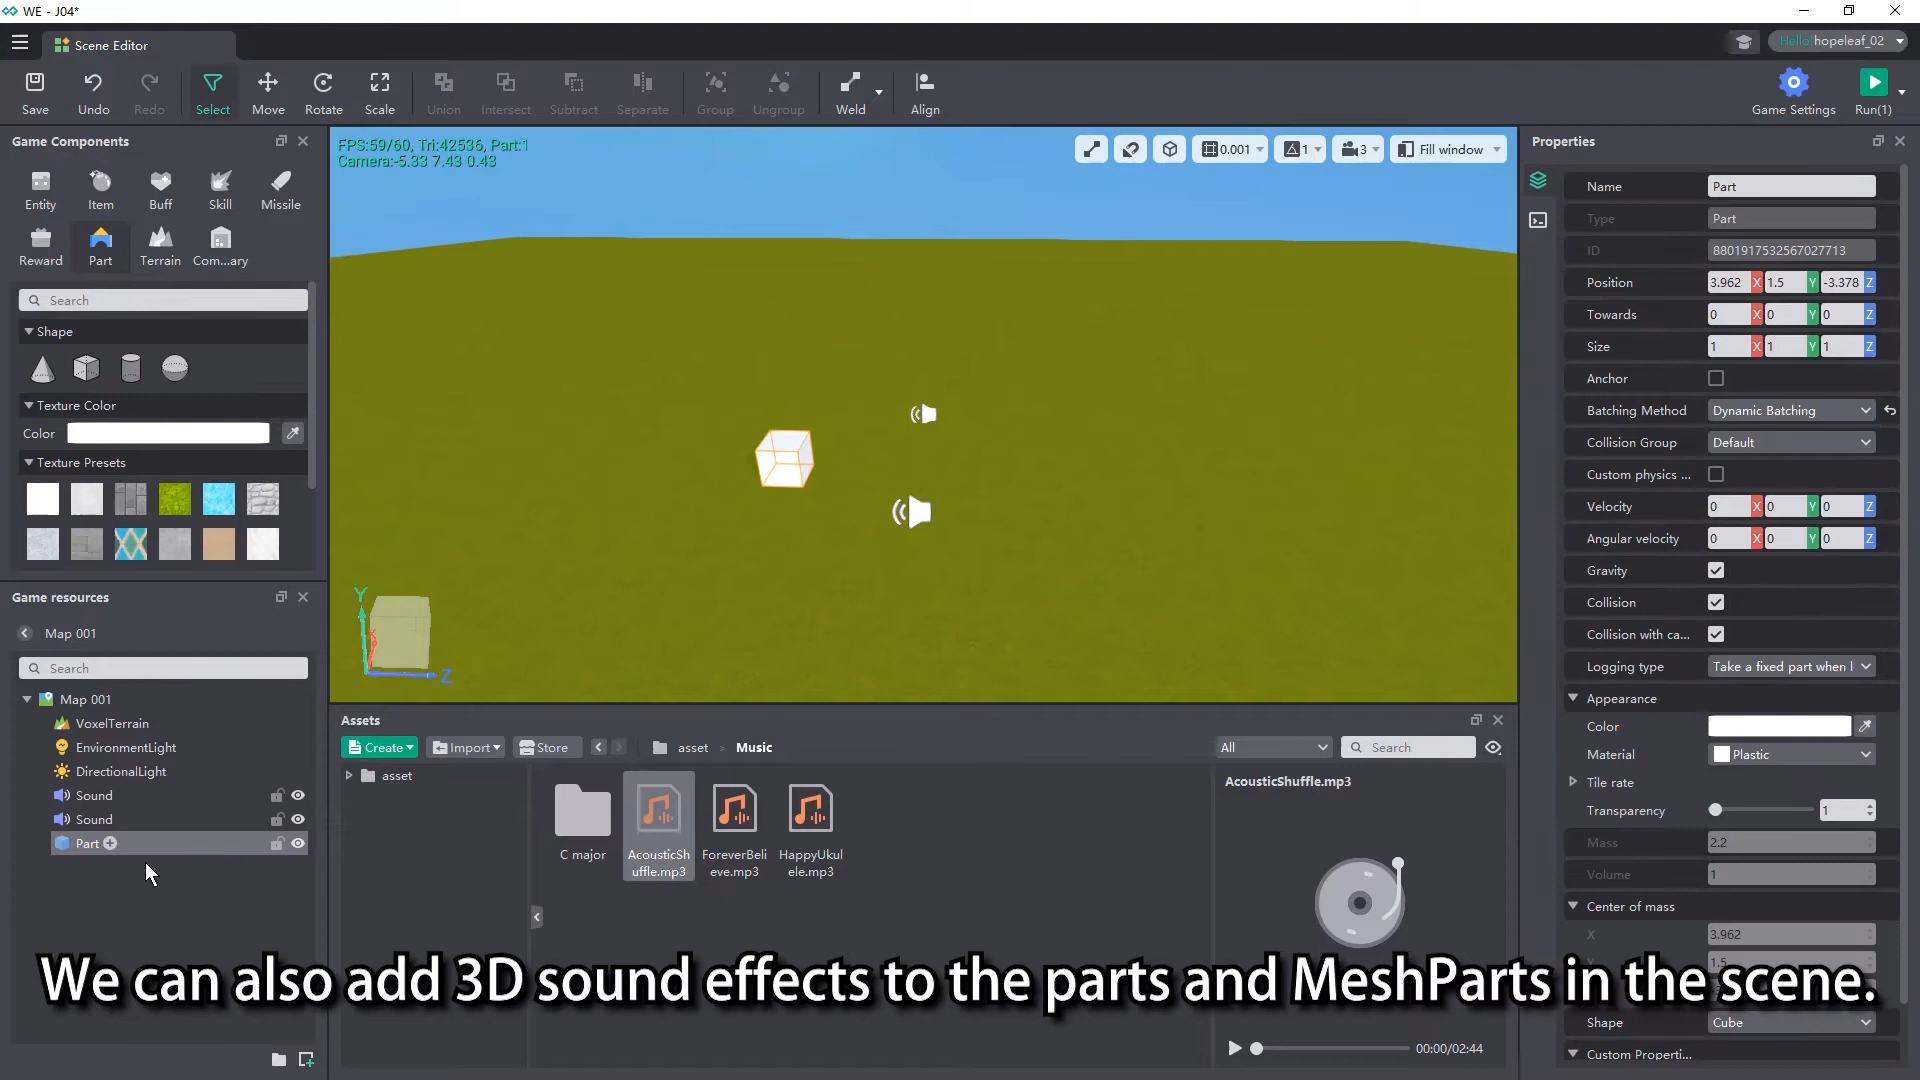 WE - J04*
Scene Editor
Hello!hopeleaf_02
Save
Undo
Redo
Select
Move
Rotate
Scale
Union
Intersect
Subtract
Separate
Group
Ungroup
Weld
Align
Game Settings
Run(1)
Game Components
Entity
Item
Buff
Skill
Missile
Reward
Part
Terrain
Com...ary
Search
Shape
Texture Color
Color
Texture Presets
Game resources
Map 001
Search
Map 001
VoxelTerrain
EnvironmentLight
DirectionalLight
Sound
Sound
Part
FPS:59/60, Tri:42536, Part:1
Camera:-5.33 7.43 0.43
0.001
1
3
Fill window
Y
X
Z
Assets
Create
Import
Store
asset
Music
All
Search
asset
C major
AcousticSh
uffle.mp3
ForeverBeli
eve.mp3
HappyUkul
ele.mp3
AcousticShuffle.mp3
00:00/02:44
Properties
Name Part
Type Part
ID 8801917532567027713
Position 3.962 X 1.5 Y -3.378 Z
Towards 0 X 0 Y 0 Z
Size 1 X 1 Y 1 Z
Anchor
Batching Method Dynamic Batching
Collision Group Default
Custom physics ...
Velocity 0 X 0 Y 0 Z
Angular velocity 0 X 0 Y 0 Z
Gravity
Collision
Collision with ca...
Logging type Take a fixed part when l
Appearance
Color
Material Plastic
Tile rate
Transparency 1
Mass 2.2
Volume 1
Center of mass
X 3.962
1.5
Shape Cube
Custom Properti...
We can also add 3D sound effects to the parts and MeshParts in the scene.